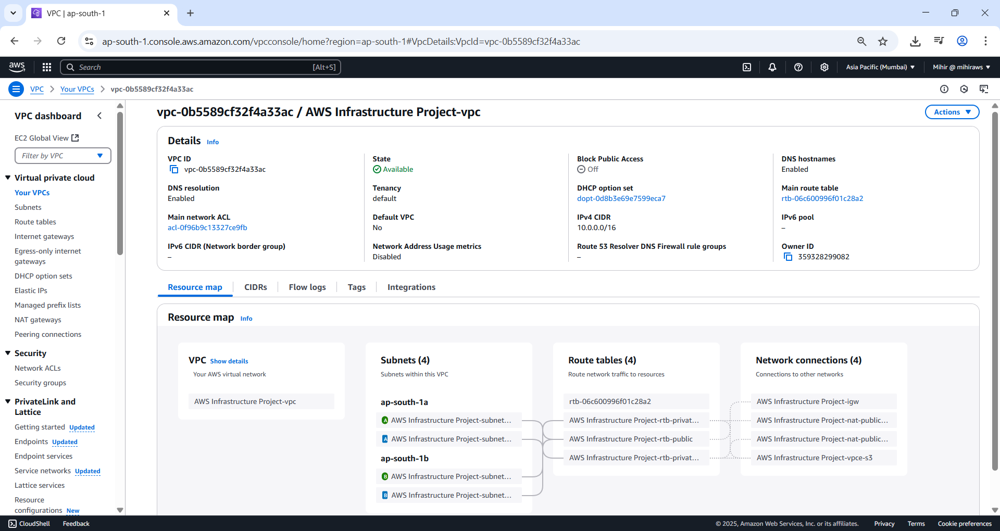 VPC | ap-south-1
ap-south-1.console.aws.amazon.com/vpcconsole/home?region=ap-south-1#VpcDetails:VpcId=vpc-0b5589cf32f4a33ac
aws
Search
[Alt+S]
Asia Pacific (Mumbai)
Mihir @ mihiraws
VPC
Your VPCs
vpc-0b5589cf32f4a33ac
VPC dashboard
EC2 Global View
Filter by VPC
Virtual private cloud
Your VPCs
Subnets
Route tables
Internet gateways
Egress-only internet
gateways
DHCP option sets
Elastic IPs
Managed prefix lists
NAT gateways
Peering connections
Security
Network ACLs
Security groups
PrivateLink and
Lattice
Getting started Updated
Endpoints Updated
Endpoint services
Service networks Updated
Lattice services
Resource
configurations New
vpc-0b5589cf32f4a33ac / AWS Infrastructure Project-vpc
Actions
Details Info
VPC ID
vpc-0b5589cf32f4a33ac
State
Available
Block Public Access
Off
DNS hostnames
Enabled
DNS resolution
Enabled
Tenancy
default
DHCP option set
dopt-0d8b3e69e7599eca7
Main route table
rtb-06c600996f01c28a2
Main network ACL
acl-0f96b9c13327ce9fb
Default VPC
No
IPv4 CIDR
10.0.0.0/16
IPv6 pool
–
IPv6 CIDR (Network border group)
–
Network Address Usage metrics
Disabled
Route 53 Resolver DNS Firewall rule groups
–
Owner ID
359328299082
Resource map
CIDRs
Flow logs
Tags
Integrations
Resource map Info
VPC Show details
Your AWS virtual network
AWS Infrastructure Project-vpc
Subnets (4)
Subnets within this VPC
ap-south-1a
A AWS Infrastructure Project-subnet...
A AWS Infrastructure Project-subnet...
ap-south-1b
B AWS Infrastructure Project-subnet...
B AWS Infrastructure Project-subnet...
Route tables (4)
Route network traffic to resources
rtb-06c600996f01c28a2
AWS Infrastructure Project-rtb-privat...
AWS Infrastructure Project-rtb-public
AWS Infrastructure Project-rtb-privat...
Network connections (4)
Connections to other networks
AWS Infrastructure Project-igw
AWS Infrastructure Project-nat-public...
AWS Infrastructure Project-nat-public...
AWS Infrastructure Project-vpce-s3
CloudShell
Feedback
© 2025, Amazon Web Services, Inc. or its affiliates.
Privacy
Terms
Cookie preferences